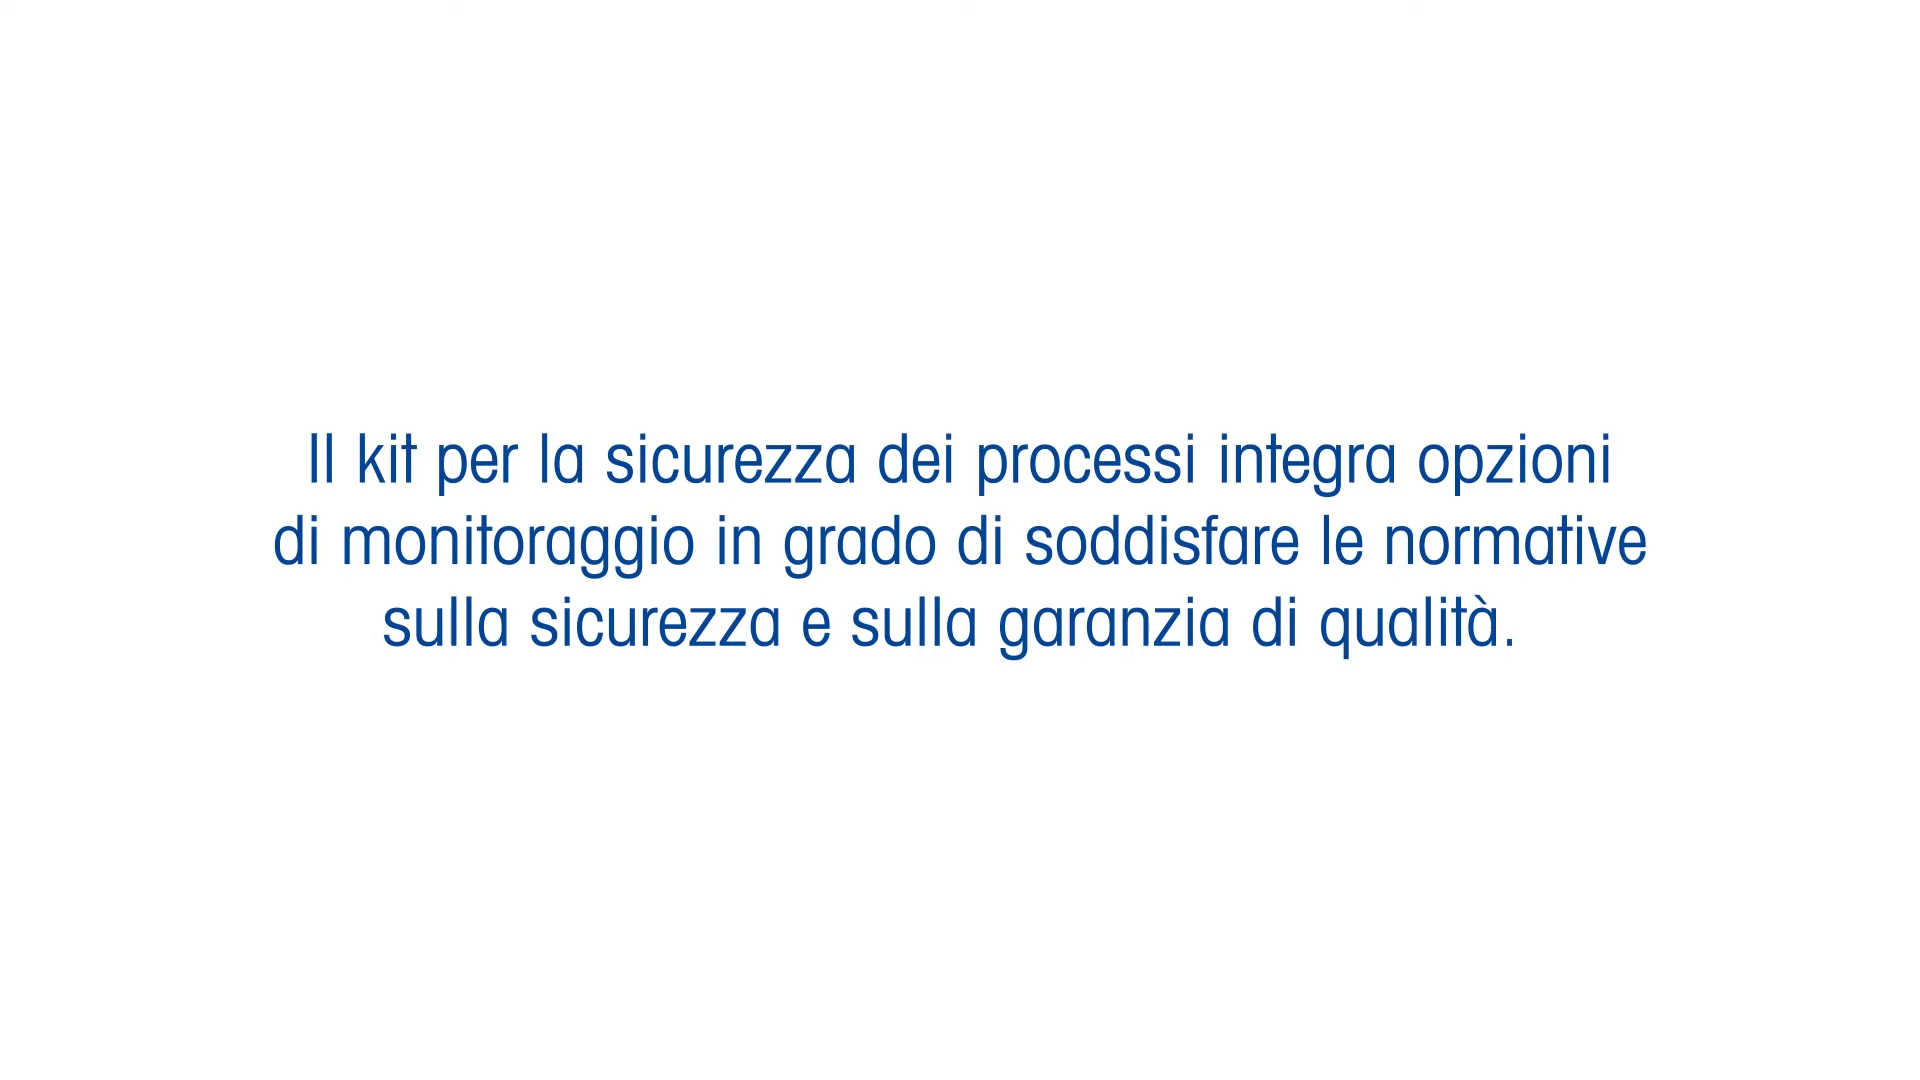 Il kit per la sicurezza dei processi integra opzioni
di monitoraggio in grado di soddisfare le normative
sulla sicurezza e sulla garanzia di qualità.